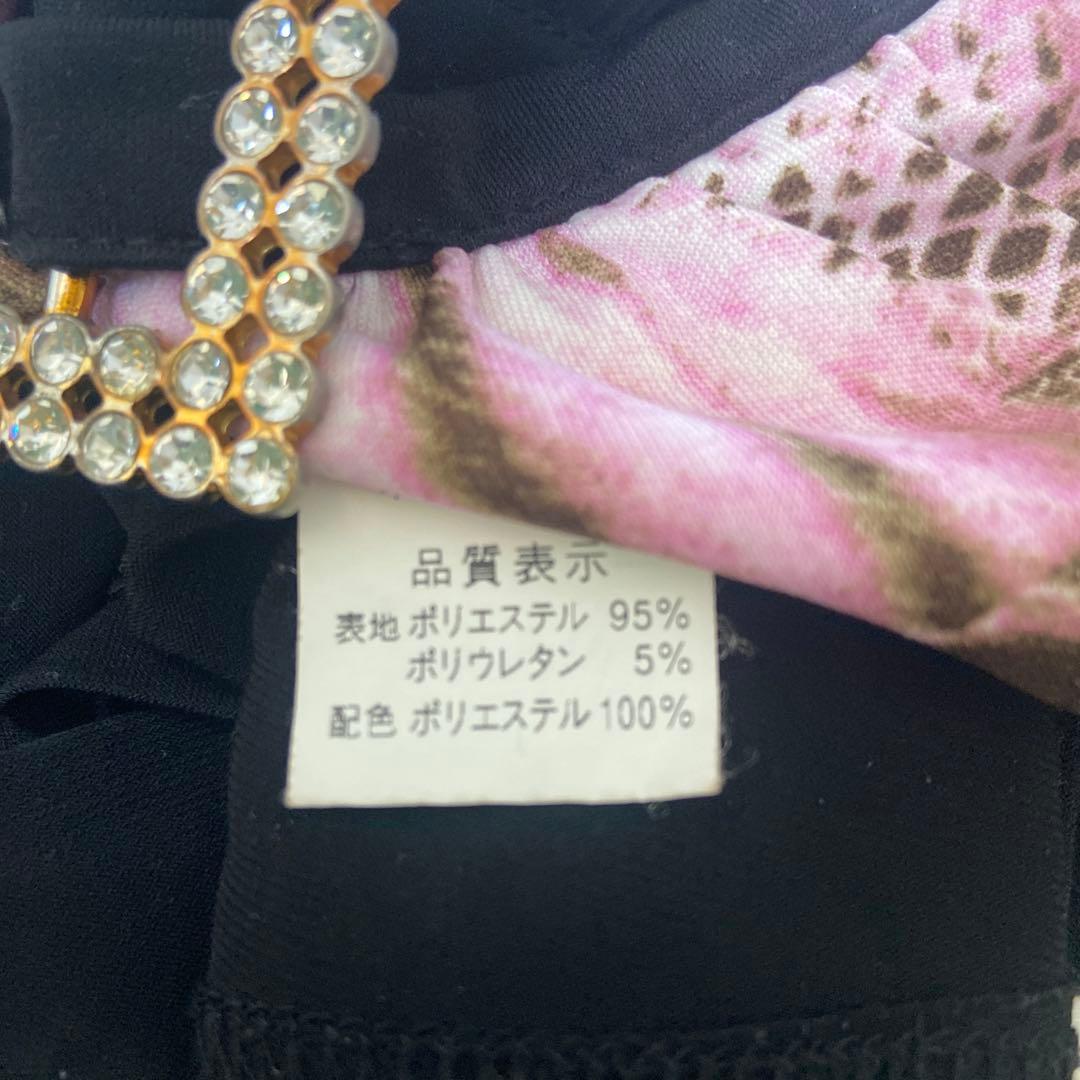 品質表示
表地 ポリエステル 95%
ポリウレタン 5%
配色 ポリエステル 100%